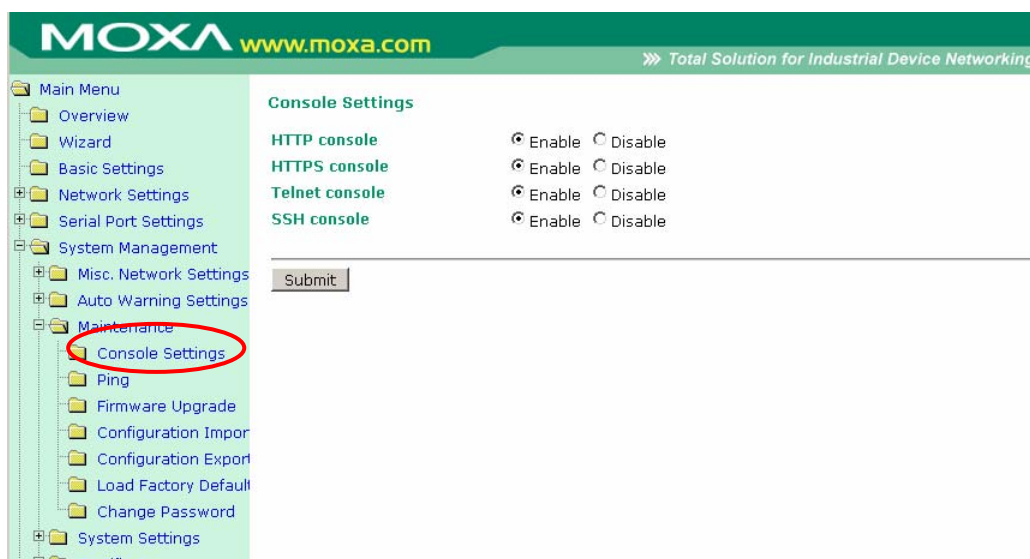 MOXA www.moxa.com
Total Solution for Industrial Device Networking
Main Menu
Overview
Wizard
Basic Settings
Network Settings
Serial Port Settings
System Management
Misc. Network Settings
Auto Warning Settings
Maintenance
Console Settings
Ping
Firmware Upgrade
Configuration Impor
Configuration Export
Load Factory Default
Change Password
System Settings
Console Settings
HTTP console Enable Disable
HTTPS console Enable Disable
Telnet console Enable Disable
SSH console Enable Disable
Submit